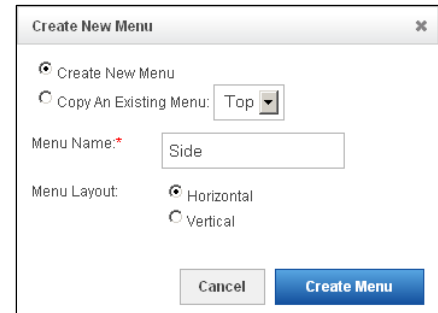 Create New Menu
Create New Menu
Copy An Existing Menu: Top
Menu Name:*
Side
Menu Layout:
Horizontal
Vertical
Cancel
Create Menu